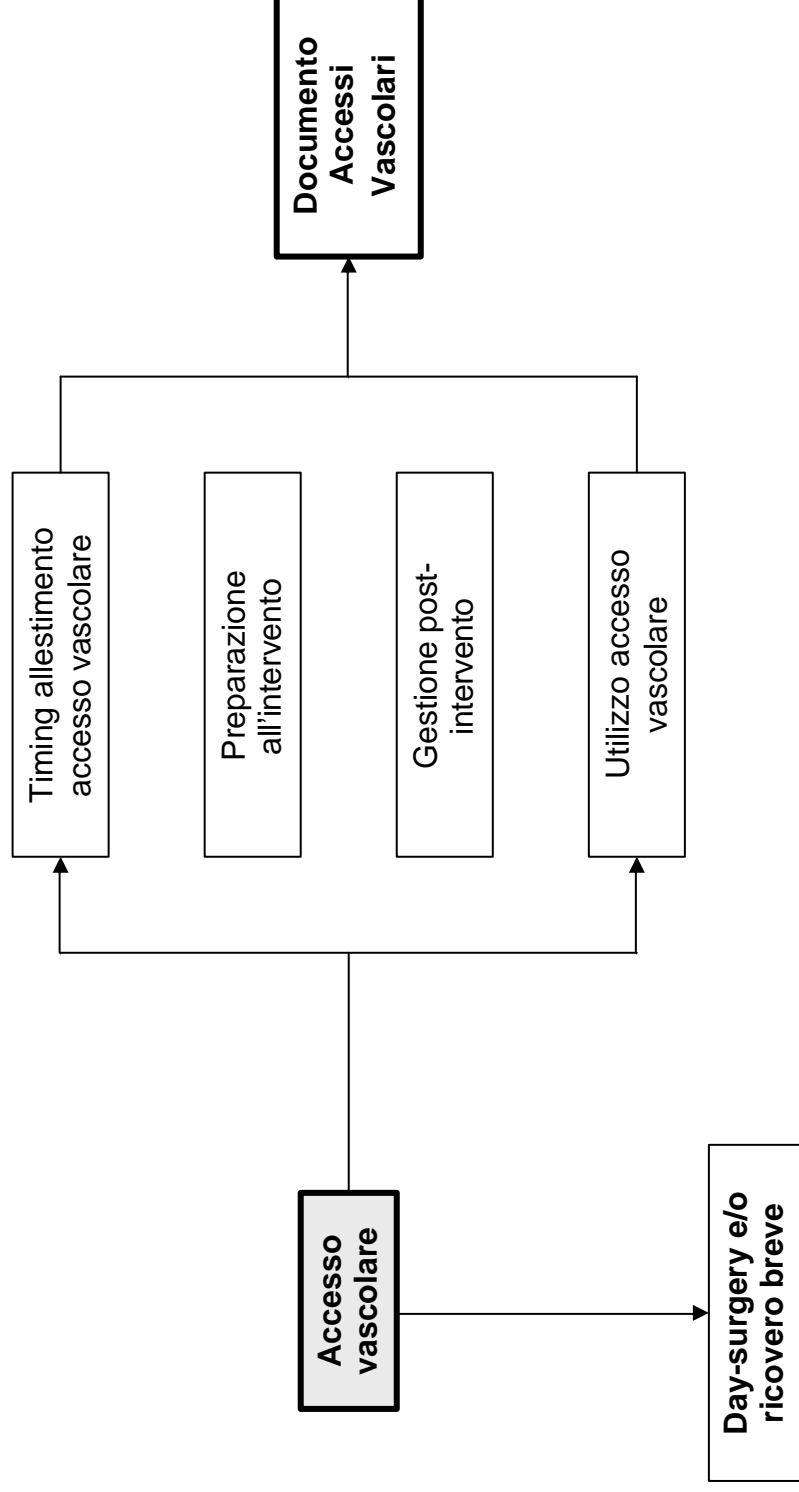 Accesso
vascolare
Day-surgery e/o
ricovero breve
Timing allestimento
accesso vascolare
Preparazione
all’intervento
Gestione post-
intervento
Utilizzo accesso
vascolare
Documento
Accessi
Vascolari